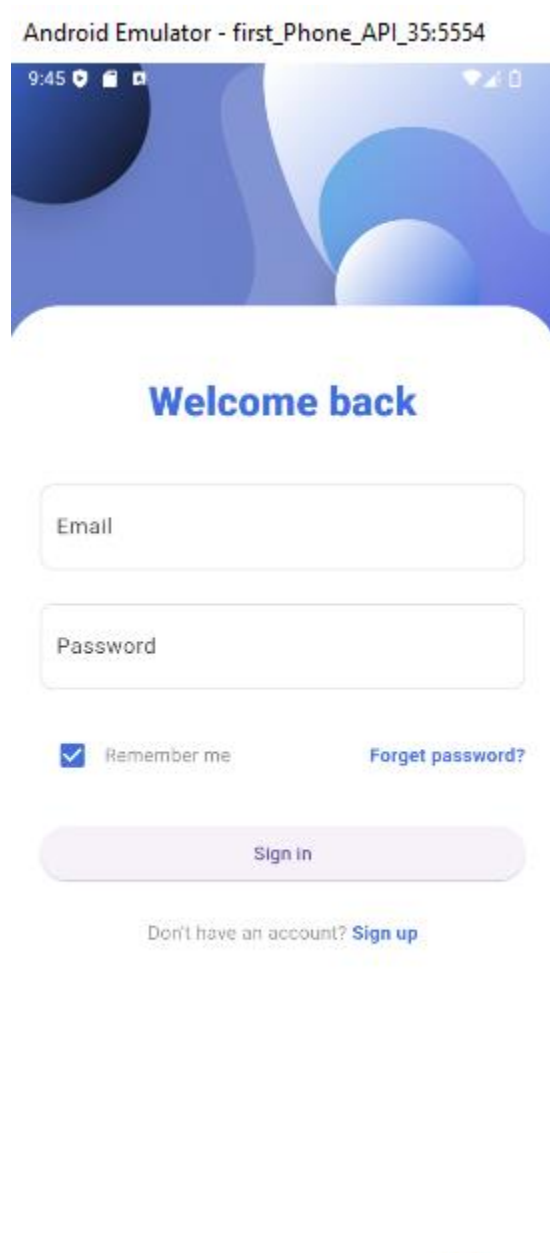 Android Emulator - first_Phone_API_35:5554
9:45
Welcome back
Email
Password
Remember me Forget password?
Sign in
Don't have an account? Sign up